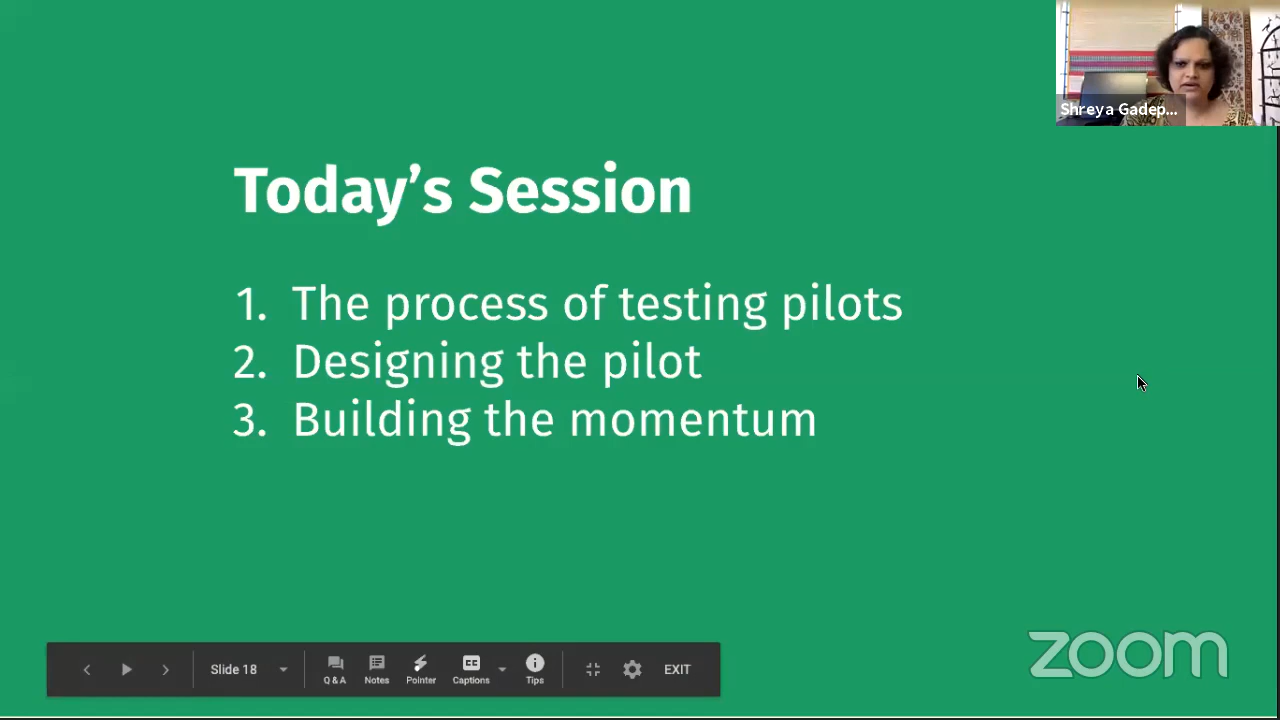 Shreya Gadep...
Today’s Session
1. The process of testing pilots
2. Designing the pilot
3. Building the momentum
Slide 18
Q & A
Notes
Pointer
CC
Captions
Tips
EXIT
zoom